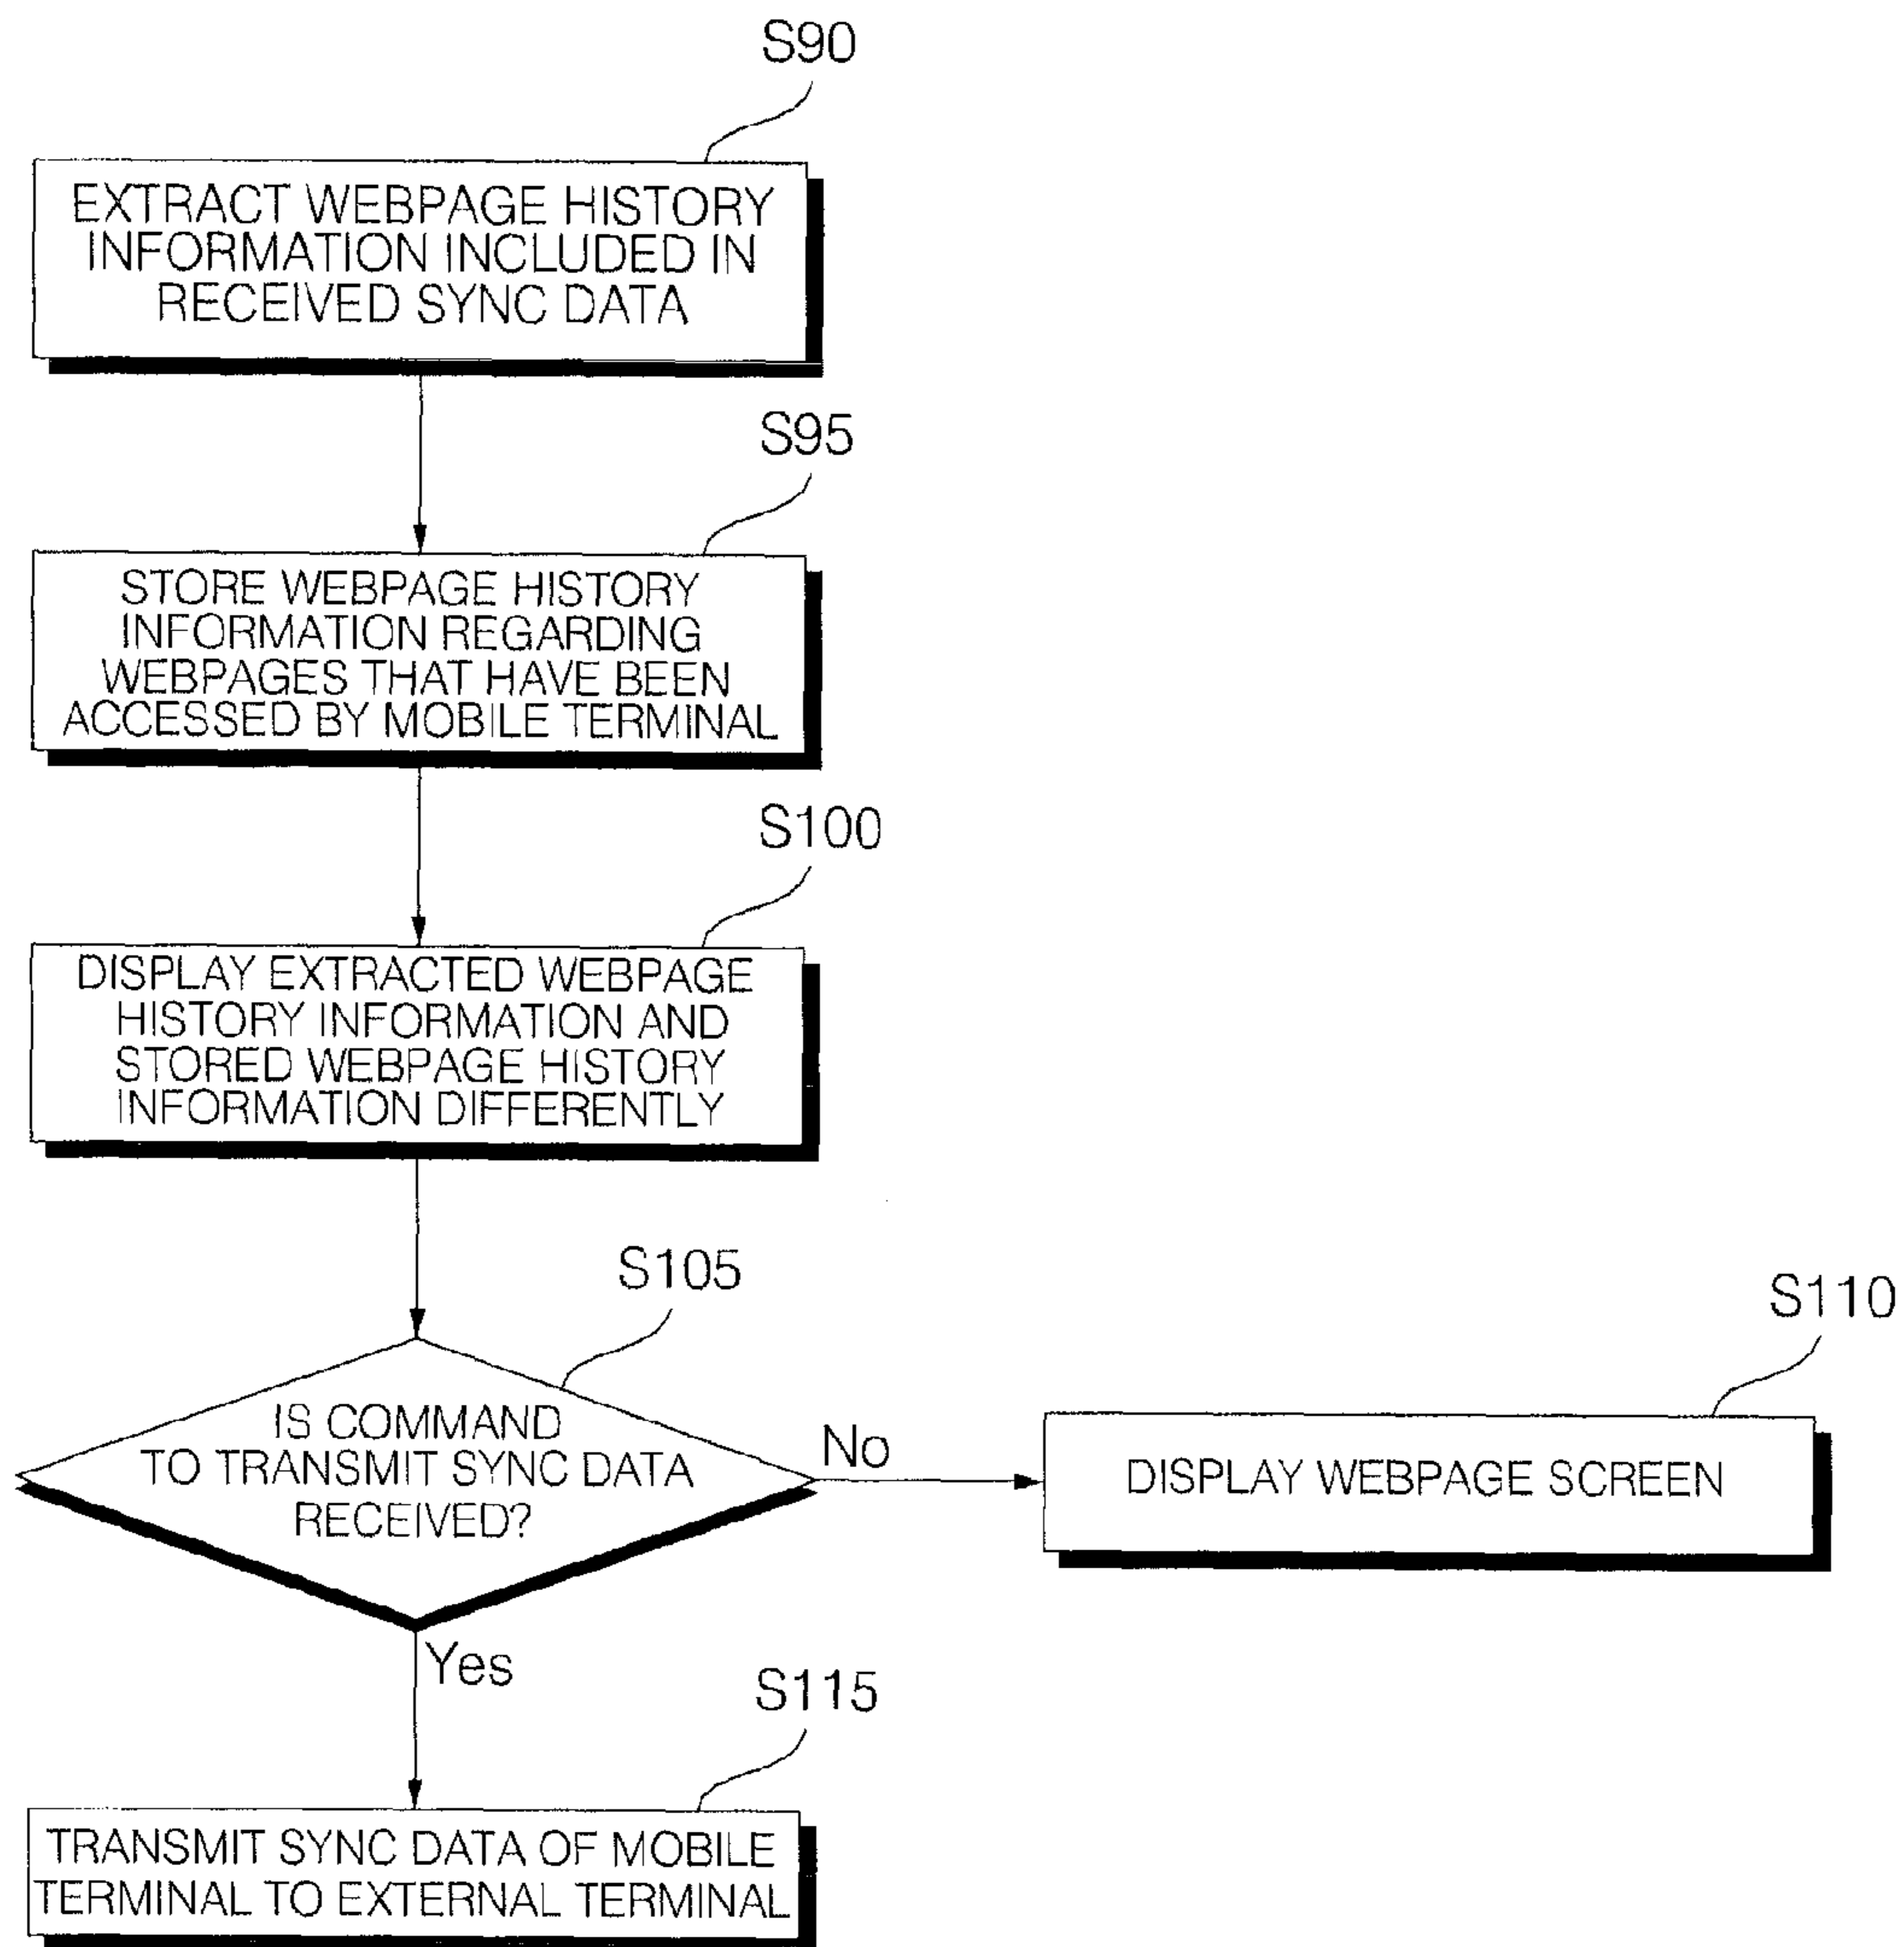 S90
EXTRACT WEBPAGE HISTORY
INFORMATION INCLUDED IN
RECEIVED SYNC DATA
S95
STORE WEBPAGE HISTORY
INFORMATION REGARDING
WEBPAGES THAT HAVE BEEN
ACCESSED BY MOBILE TERMINAL
S100
DISPLAY EXTRACTED WEBPAGE
HISTORY INFORMATION AND
STORED WEBPAGE HISTORY
INFORMATION DIFFERENTLY
S105
IS COMMAND
TO TRANSMIT SYNC DATA
RECEIVED?
No
S110
DISPLAY WEBPAGE SCREEN
Yes
S115
TRANSMIT SYNC DATA OF MOBILE
TERMINAL TO EXTERNAL TERMINAL